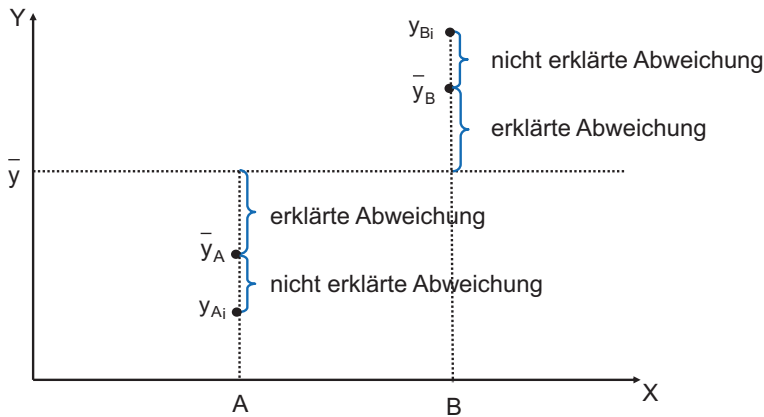 Y
y_Bi
nicht erklärte Abweichung
ȳ_B
erklärte Abweichung
ȳ
erklärte Abweichung
ȳ_A
nicht erklärte Abweichung
y_Ai
X
A
B